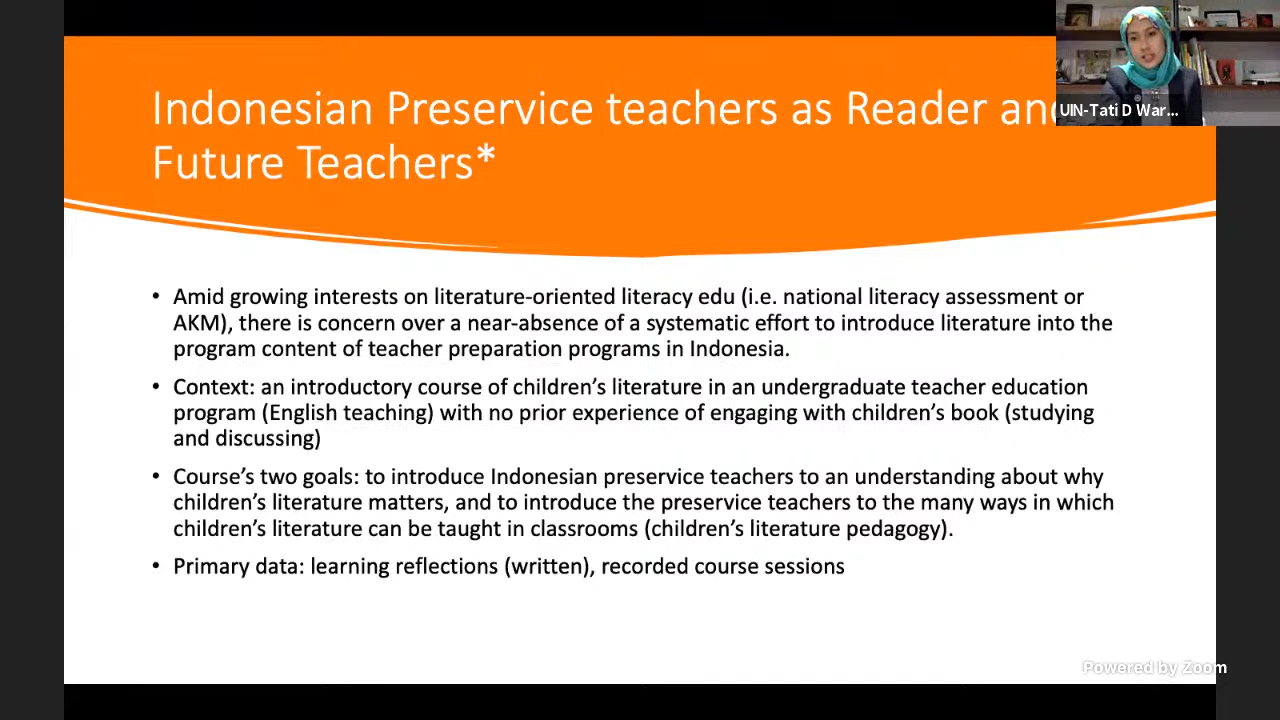 Indonesian Preservice teachers as Reader and
Future Teachers*
UIN-Tati D War...
• Amid growing interests on literature-oriented literacy edu (i.e. national literacy assessment or
AKM), there is concern over a near-absence of a systematic effort to introduce literature into the
program content of teacher preparation programs in Indonesia.
• Context: an introductory course of children’s literature in an undergraduate teacher education
program (English teaching) with no prior experience of engaging with children’s book (studying
and discussing)
• Course’s two goals: to introduce Indonesian preservice teachers to an understanding about why
children’s literature matters, and to introduce the preservice teachers to the many ways in which
children’s literature can be taught in classrooms (children’s literature pedagogy).
• Primary data: learning reflections (written), recorded course sessions
Powered by Zoom